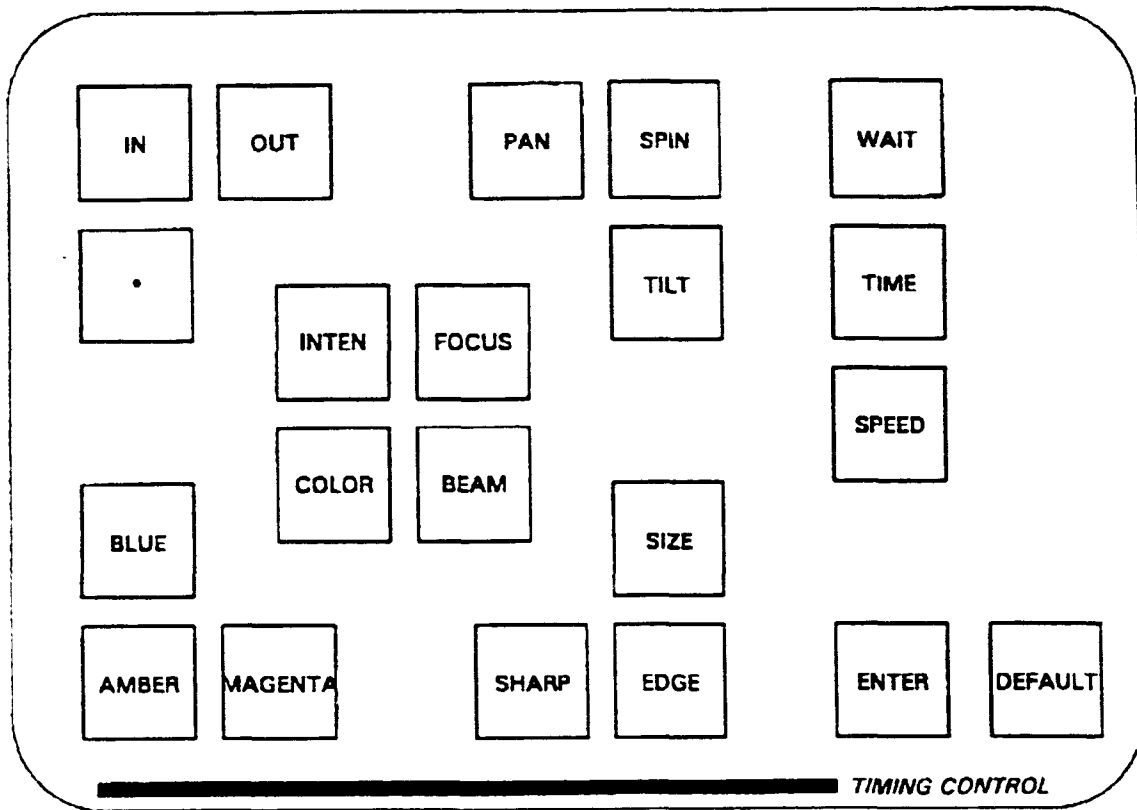 IN OUT PAN SPIN WAIT
•
TILT TIME
INTEN FOCUS
SPEED
COLOR BEAM
BLUE SIZE
AMBER MAGENTA SHARP EDGE ENTER DEFAULT
TIMING CONTROL